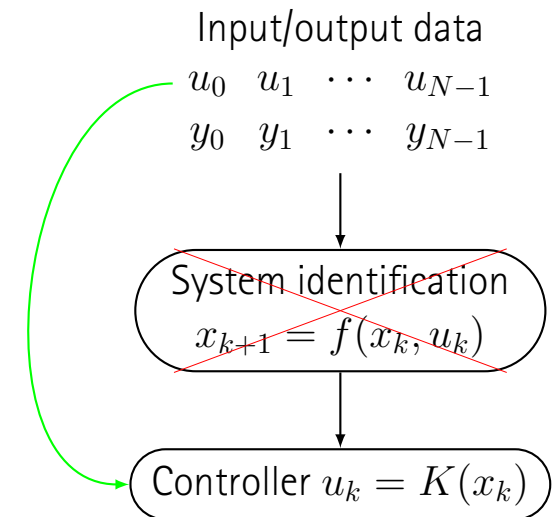 Input/output data
u_0 u_1 ⋯ u_{N−1}
y_0 y_1 ⋯ y_{N−1}
System identification
x_{k+1} = f(x_k, u_k)
Controller u_k = K(x_k)